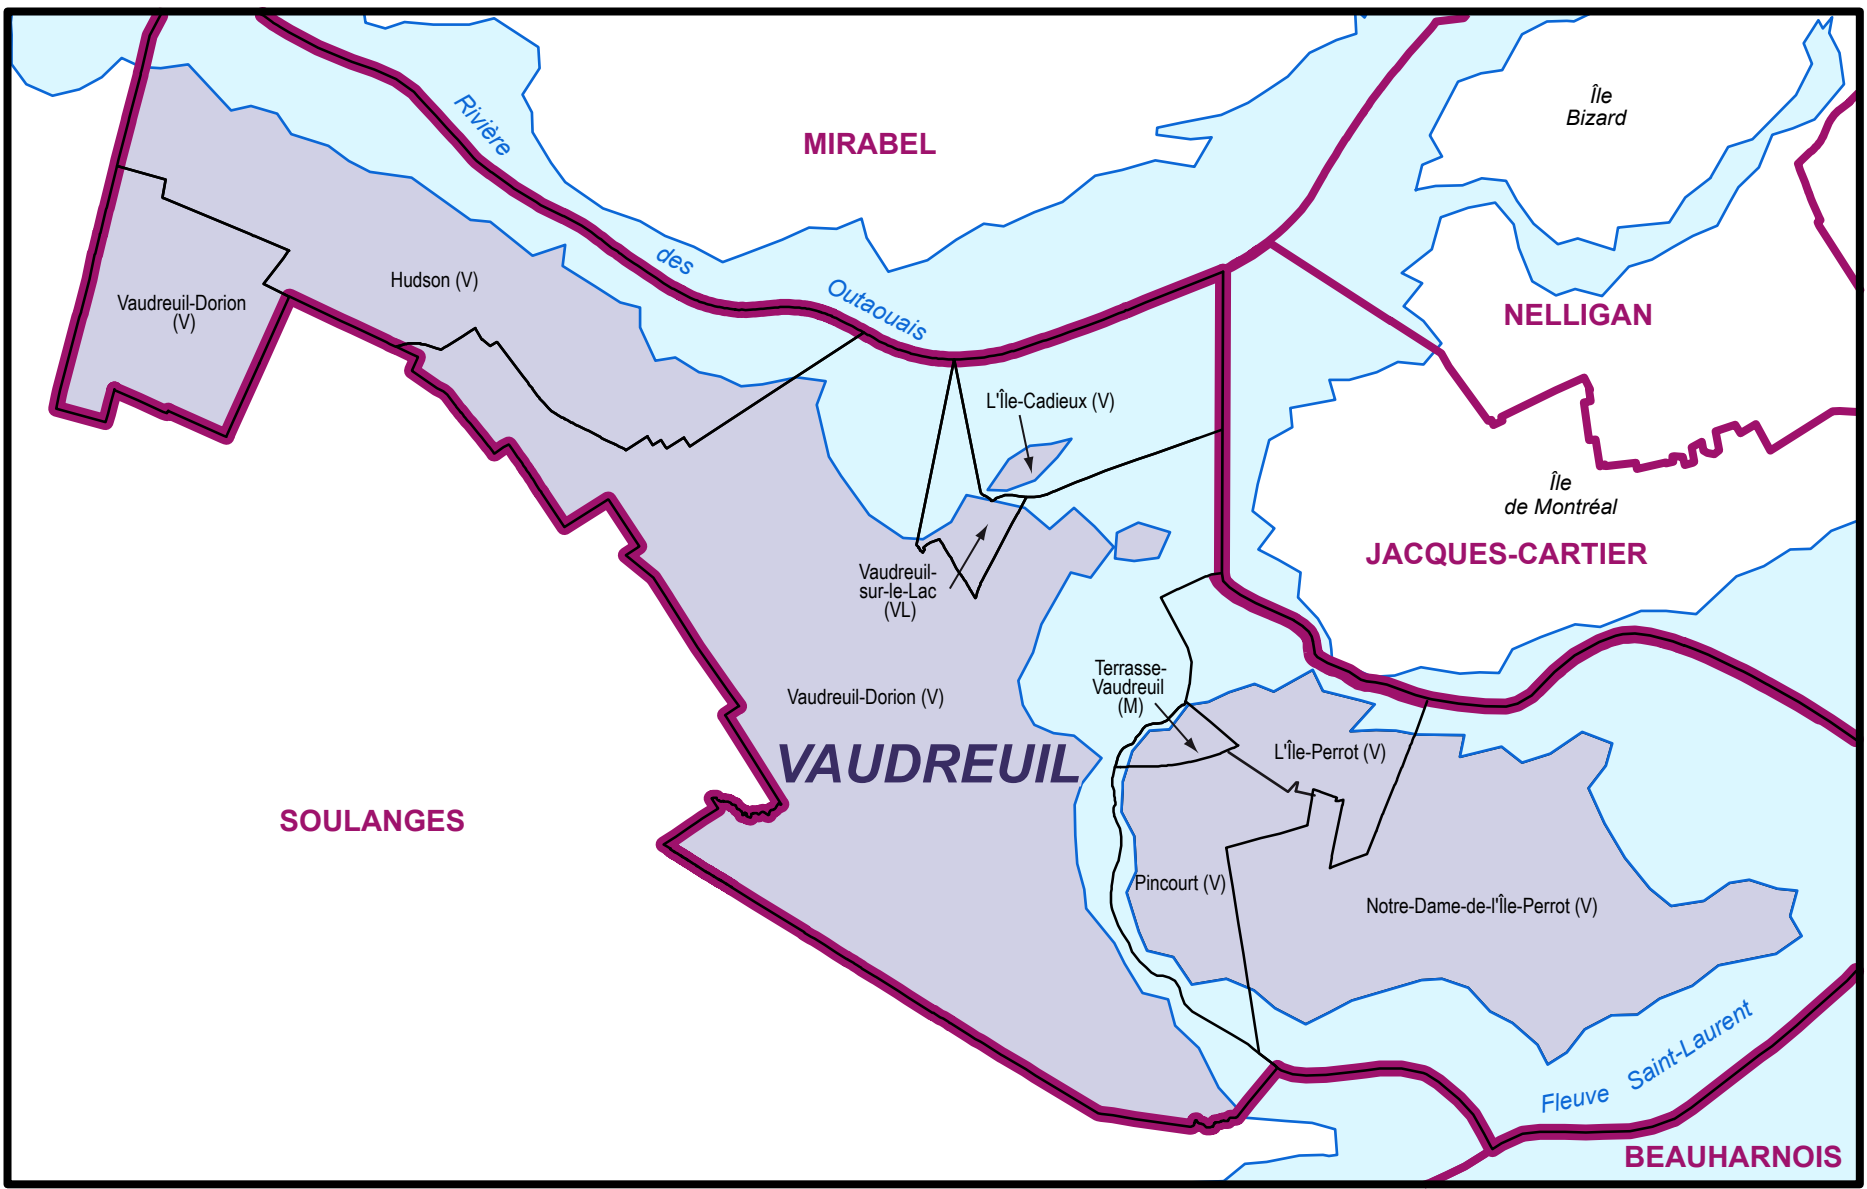 Île
Bizard
Rivière
MIRABEL
des
Hudson (V)
Outaouais
Vaudreuil-Dorion
(V)
NELLIGAN
L'Île-Cadieux (V)
Île
de Montréal
JACQUES-CARTIER
Vaudreuil-
sur-le-Lac
(VL)
Terrasse-
Vaudreuil
(M)
Vaudreuil-Dorion (V)
L'Île-Perrot (V)
VAUDREUIL
SOULANGES
Pincourt (V)
Notre-Dame-de-l'Île-Perrot (V)
Fleuve Saint-Laurent
BEAUHARNOIS